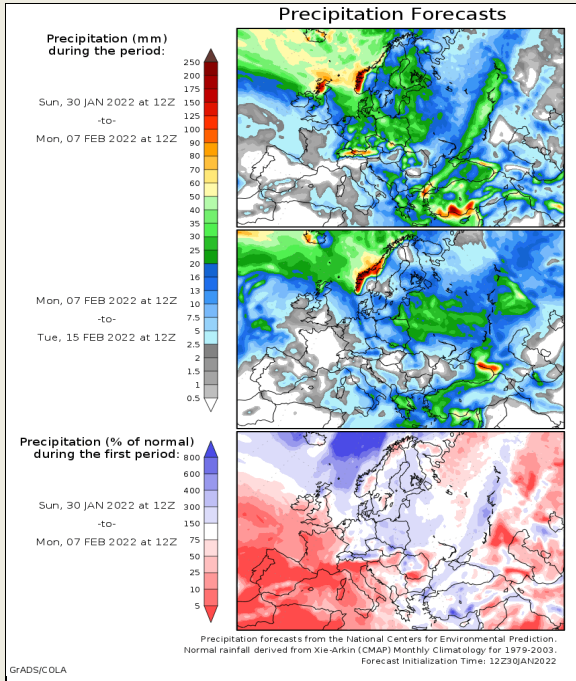 Precipitation Forecasts
Precipitation (mm)
during the period:
Sun, 30 JAN 2022 at 12Z
-to-
Mon, 07 FEB 2022 at 12Z
250
200
175
150
125
100
90
80
70
60
50
40
35
30
25
20
16
13
10
7.5
5
2.5
2
1.5
1
0.5
Mon, 07 FEB 2022 at 12Z
-to-
Tue, 15 FEB 2022 at 12Z
Precipitation (% of normal)
during the first period:
Sun, 30 JAN 2022 at 12Z
-to-
Mon, 07 FEB 2022 at 12Z
800
600
400
300
150
75
50
25
10
5
Precipitation forecasts from the National Centers for Environmental Prediction.
Normal rainfall derived from Xie-Arkin (CMAP) Monthly Climatology for 1979-2003.
Forecast Initialization Time: 12Z30JAN2022
GrADS/COLA